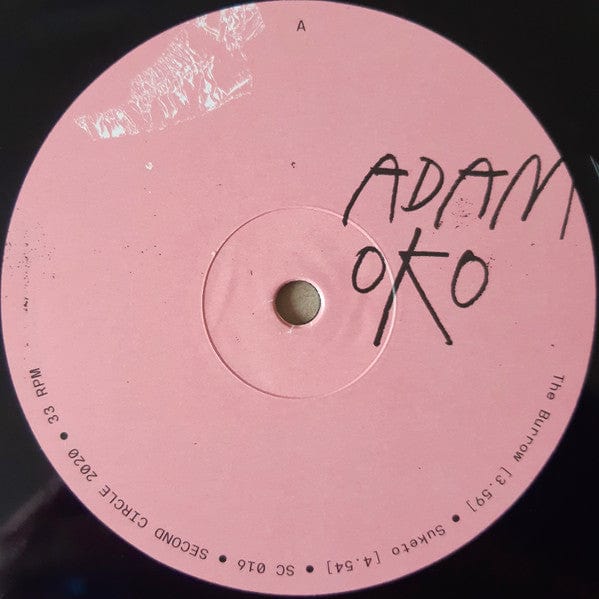 A
ADAM
OKO
The Burrow [3.59] • Suketo [4.54] • SC 016 • SECOND CIRCLE 2020 • 33 RPM